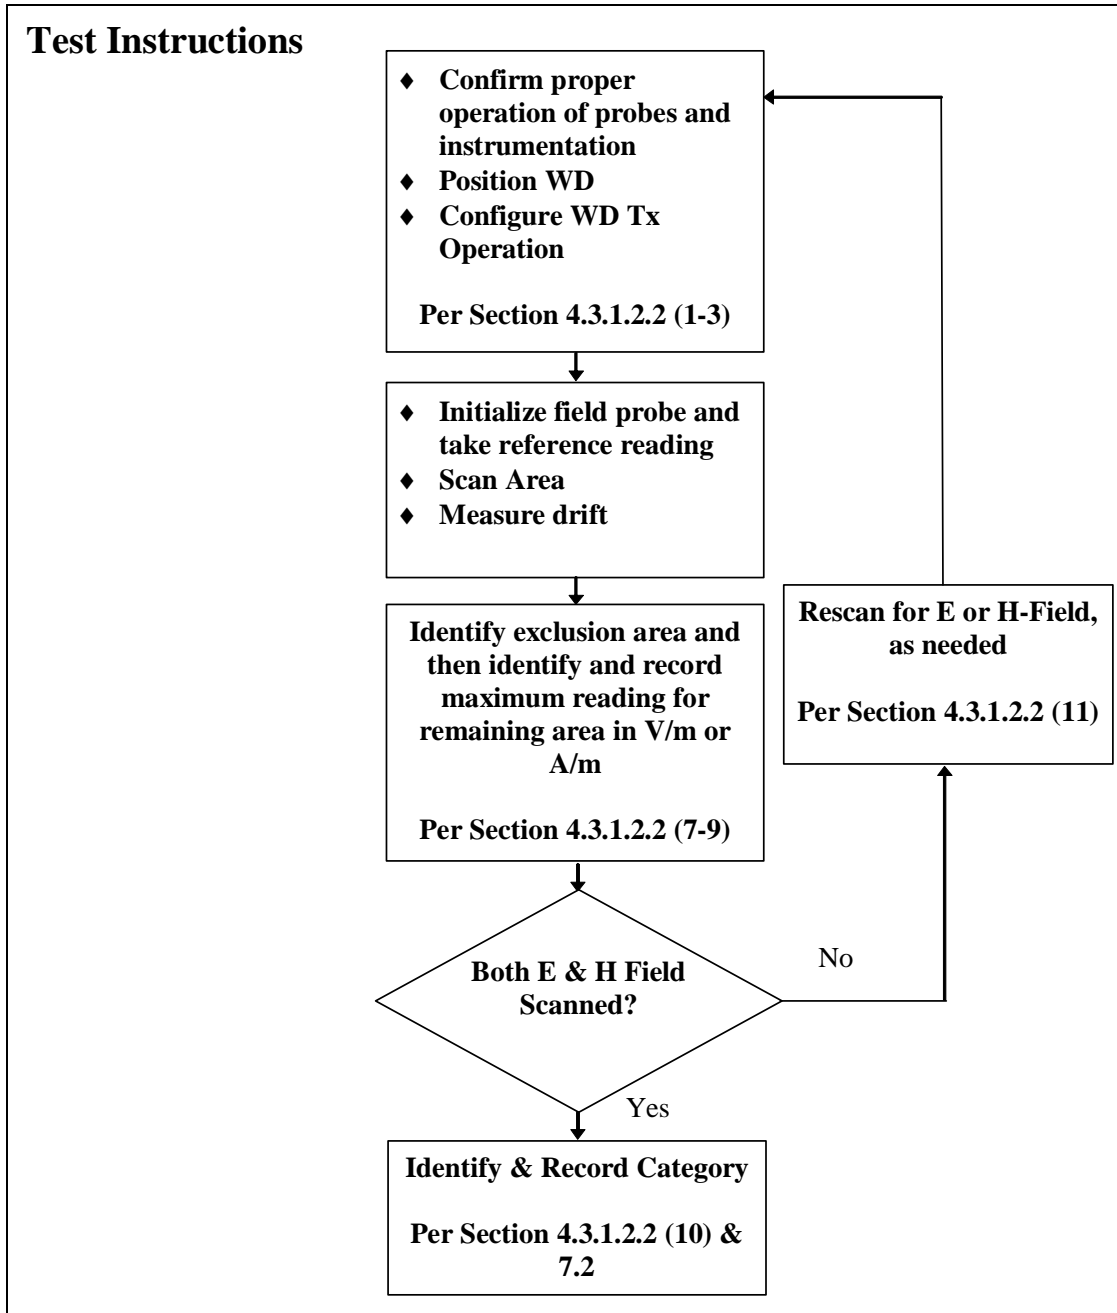 Test Instructions
♦ Confirm proper
operation of probes and
instrumentation
♦ Position WD
♦ Configure WD Tx
Operation
Per Section 4.3.1.2.2 (1-3)
♦ Initialize field probe and
take reference reading
♦ Scan Area
♦ Measure drift
Identify exclusion area and
then identify and record
maximum reading for
remaining area in V/m or
A/m
Per Section 4.3.1.2.2 (7-9)
Rescan for E or H-Field,
as needed
Per Section 4.3.1.2.2 (11)
Both E & H Field
Scanned?
No
Yes
Identify & Record Category
Per Section 4.3.1.2.2 (10) &
7.2